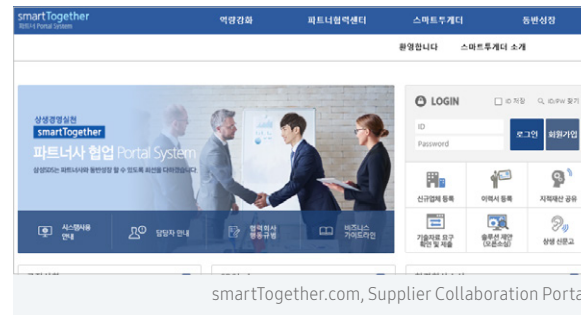 smartTogether
파트너 Portal System
역량강화
파트너협력센터
스마트투게더
동반성장
환영합니다
스마트투게더 소개
상생경영실천
smartTogether
파트너사 협업 Portal System
시스템사용
안내
담당자 안내
협력회사
행동규범
비즈니스
가이드라인
LOGIN
ID 저장
ID/PW 찾기
ID
Password
로그인
회원가입
신규업체 등록
이력서 등록
지적재산 공유
기술자료 요구
확인 및 제출
솔루션 제안
(오픈소싱)
상생 신문고
smartTogether.com, Supplier Collaboration Porta